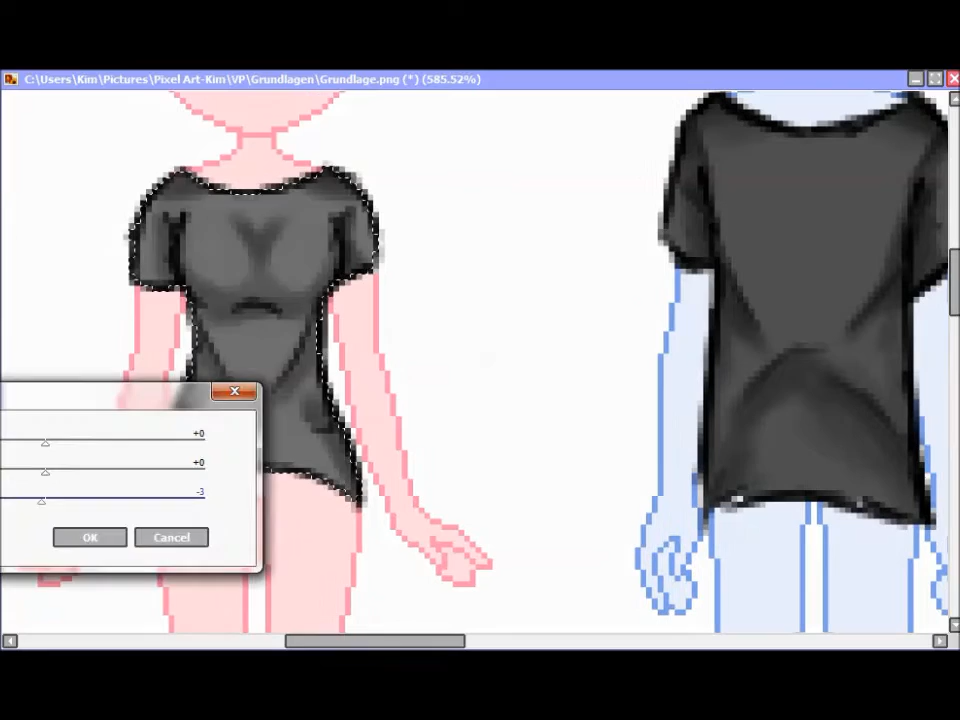 C:\Users\Kim\Pictures\Pixel Art-Kim\VP\Grundlagen\Grundlage.png (*) (585.52%)
+0
+0
-3
OK Cancel